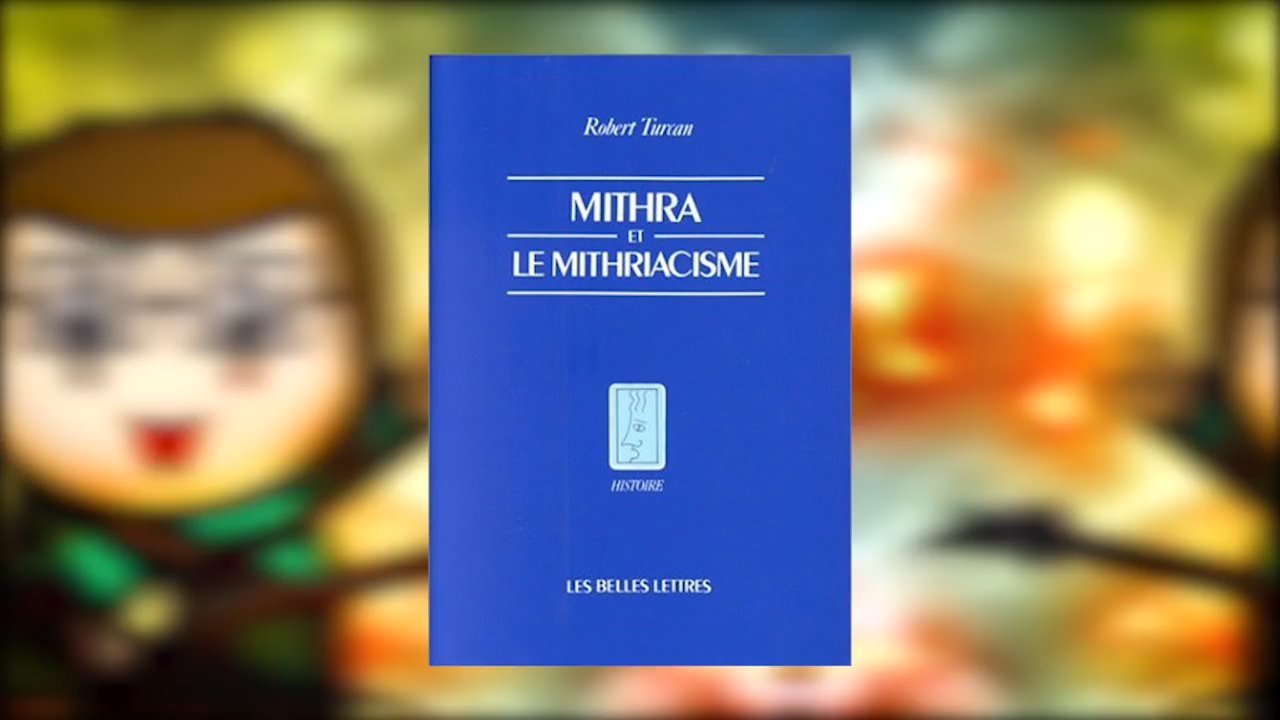 Robert Turcan
MITHRA
ET
LE MITHRIACISME
HISTOIRE
LES BELLES LETTRES